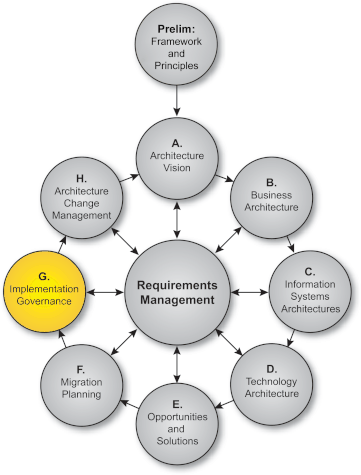 Prelim:
Framework
and
Principles
A.
Architecture
Vision
B.
Business
Architecture
C.
Information
Systems
Architectures
D.
Technology
Architecture
E.
Opportunities
and
Solutions
F.
Migration
Planning
G.
Implementation
Governance
H.
Architecture
Change
Management
Requirements
Management